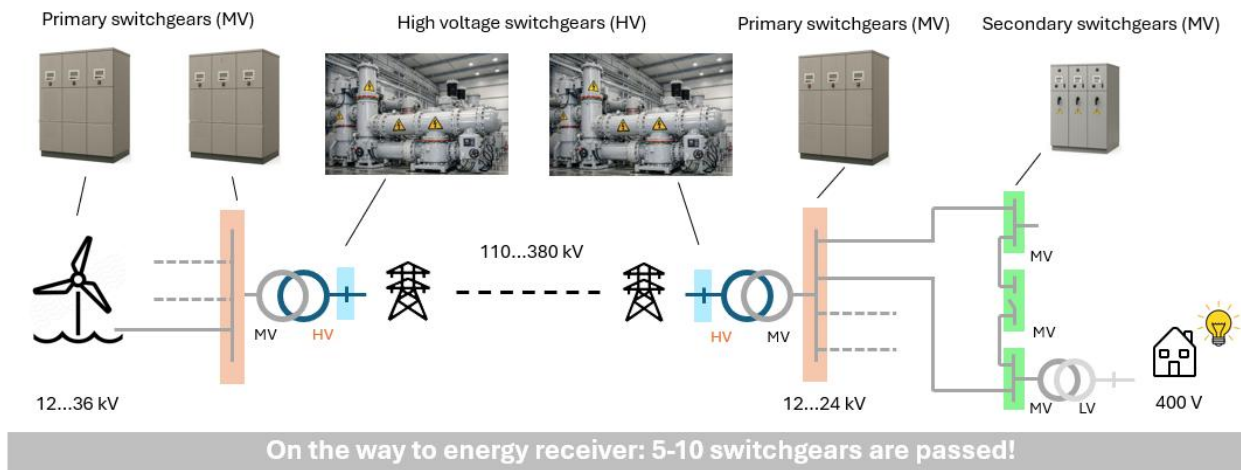 Primary switchgears (MV)
High voltage switchgears (HV)
Primary switchgears (MV)
Secondary switchgears (MV)
110...380 kV
MV
HV
HV
MV
MV
MV
MV
LV
12...36 kV
12...24 kV
400 V
On the way to energy receiver: 5-10 switchgears are passed!